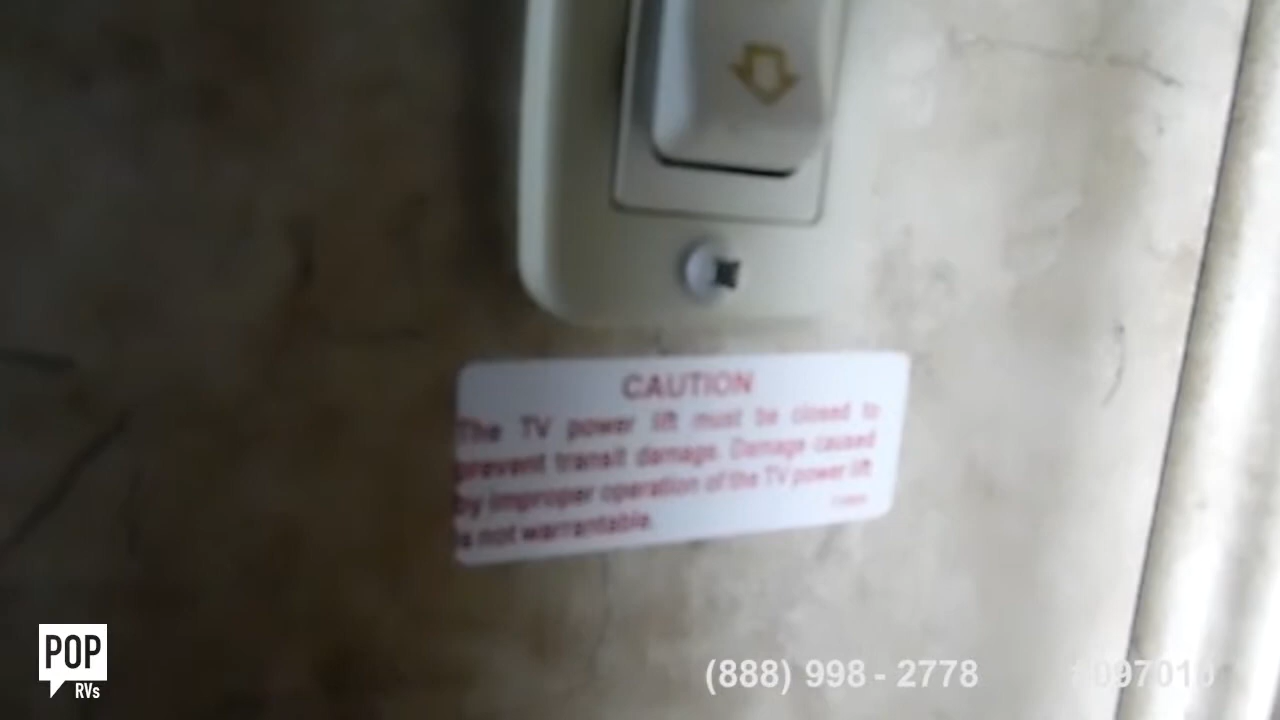 CAUTION
The TV power lift must be closed to
prevent transit damage. Damage caused
by improper operation of the TV power lift
is not warrantable.
POP
RVs
(888) 998 - 2778
#097010